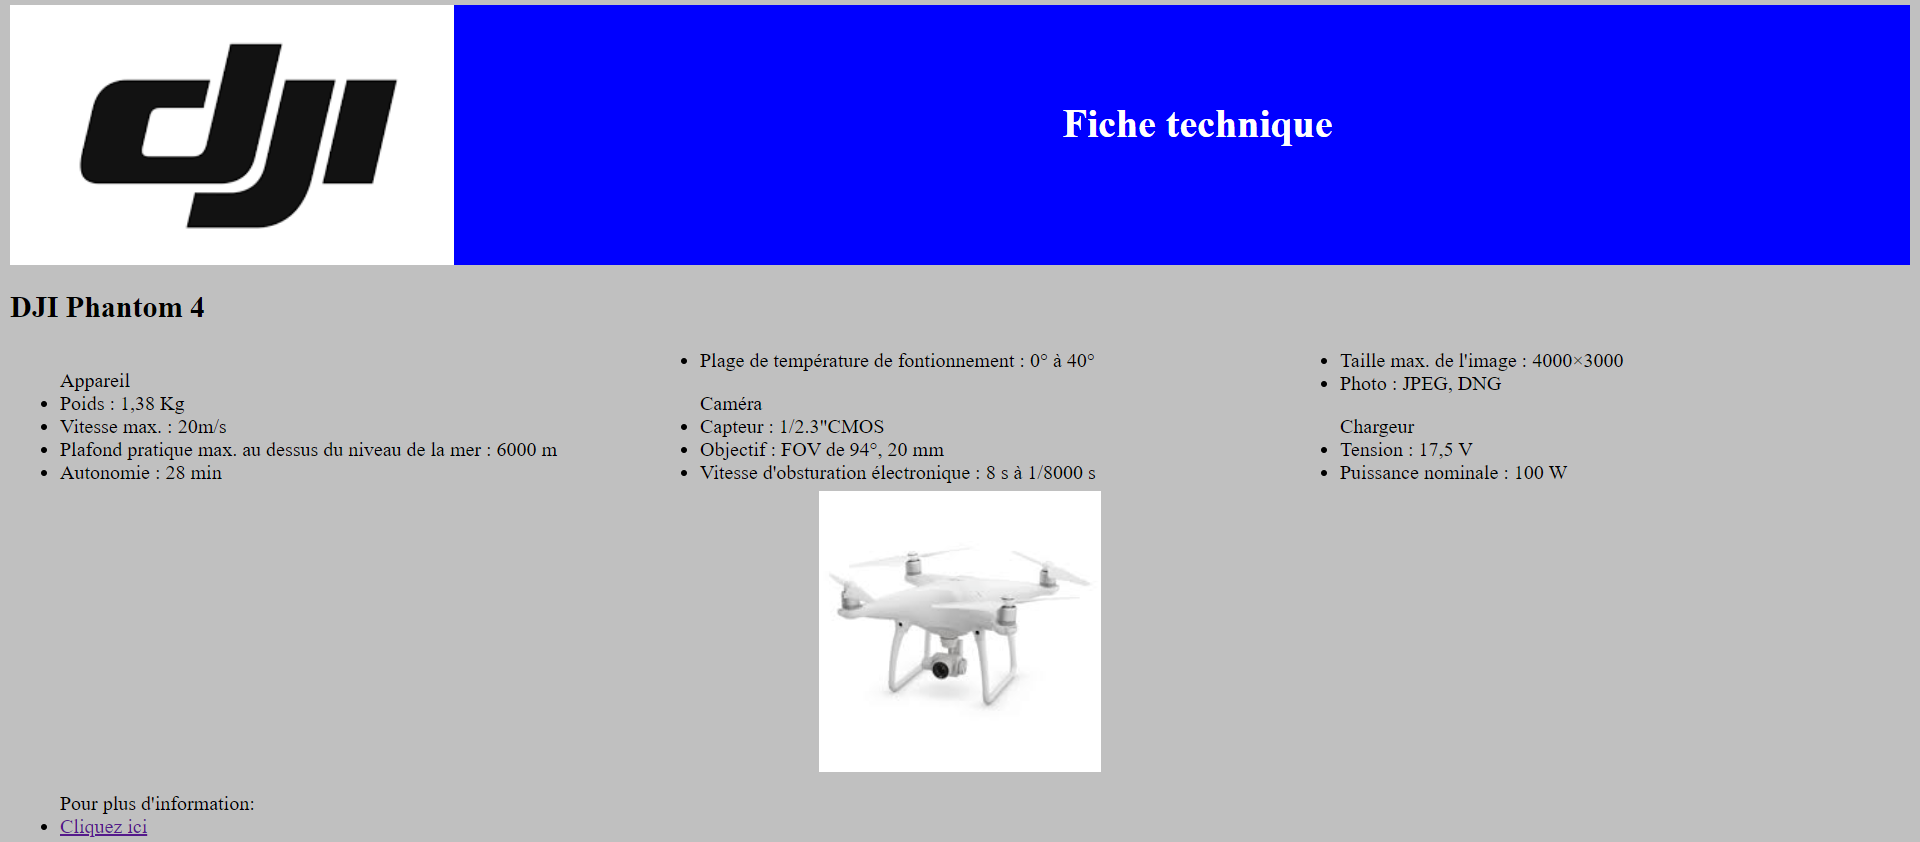 dji
Fiche technique
DJI Phantom 4
Appareil
Poids : 1,38 Kg
Vitesse max. : 20m/s
Plafond pratique max. au dessus du niveau de la mer : 6000 m
Autonomie : 28 min
Plage de température de fontionnement : 0° à 40°
Caméra
Capteur : 1/2.3"CMOS
Objectif : FOV de 94°, 20 mm
Vitesse d'obsturation électronique : 8 s à 1/8000 s
Taille max. de l'image : 4000×3000
Photo : JPEG, DNG
Chargeur
Tension : 17,5 V
Puissance nominale : 100 W
Pour plus d'information:
Cliquez ici